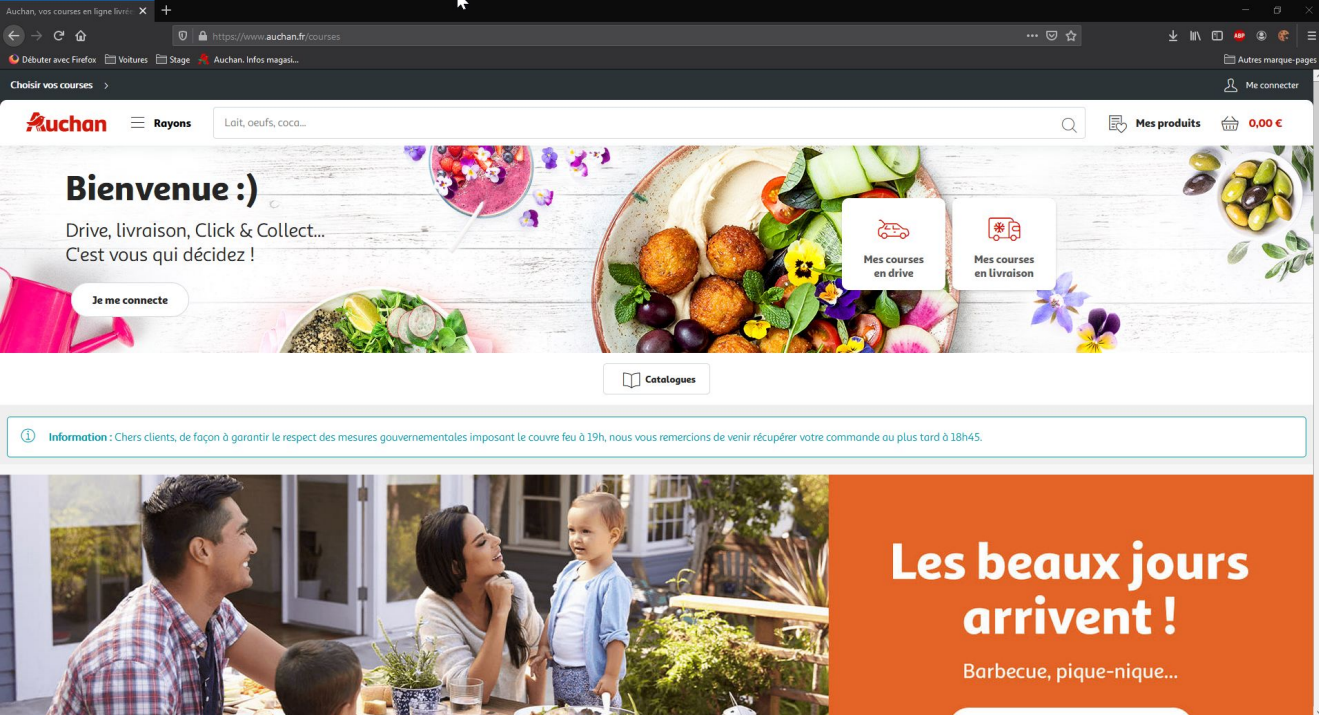 Auchan, vos courses en ligne livré
https://www.auchan.fr/courses
Débuter avec Firefox Voitures Stage Auchan. Infos magasi... Autres marque-pages
ABP
Choisir vos courses > Me connecter
Auchan Rayons Lait, oeufs, coca... Mes produits 0,00 €
Bienvenue :)
Drive, livraison, Click & Collect...
C'est vous qui décidez !
Je me connecte
Mes courses
en drive
Mes courses
en livraison
Catalogues
Information : Chers clients, de façon à garantir le respect des mesures gouvernementales imposant le couvre feu à 19h, nous vous remercions de venir récupérer votre commande au plus tard à 18h45.
Les beaux jours
arrivent !
Barbecue, pique-nique...